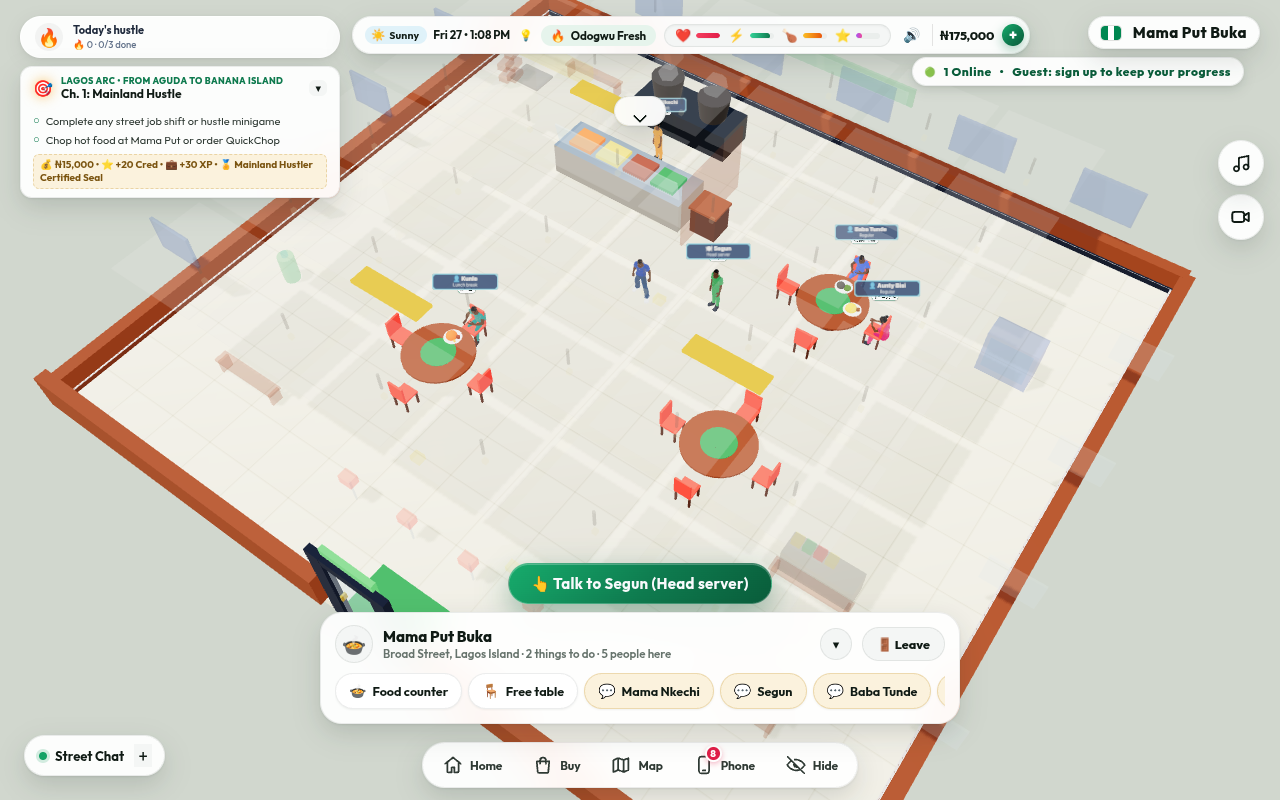 Today's hustle
🔥 0 · 0/3 done
Sunny
Fri 27 • 1:08 PM
Odogwu Fresh
₦175,000
+
Mama Put Buka
1 Online • Guest: sign up to keep your progress
LAGOS ARC • FROM AGUDA TO BANANA ISLAND
Ch. 1: Mainland Hustle
Complete any street job shift or hustle minigame
Chop hot food at Mama Put or order QuickChop
💰 ₦15,000 • ⭐ +20 Cred • 💼 +30 XP • 🏅 Mainland Hustler
Certified Seal
Baba Tunde
Regular
Segun
Head server
Kunle
Lunch break
Aunty Bisi
Regular
👆 Talk to Segun (Head server)
Mama Put Buka
Broad Street, Lagos Island · 2 things to do · 5 people here
Leave
Food counter
Free table
Mama Nkechi
Segun
Baba Tunde
Street Chat +
Home
Buy
Map
8
Phone
Hide